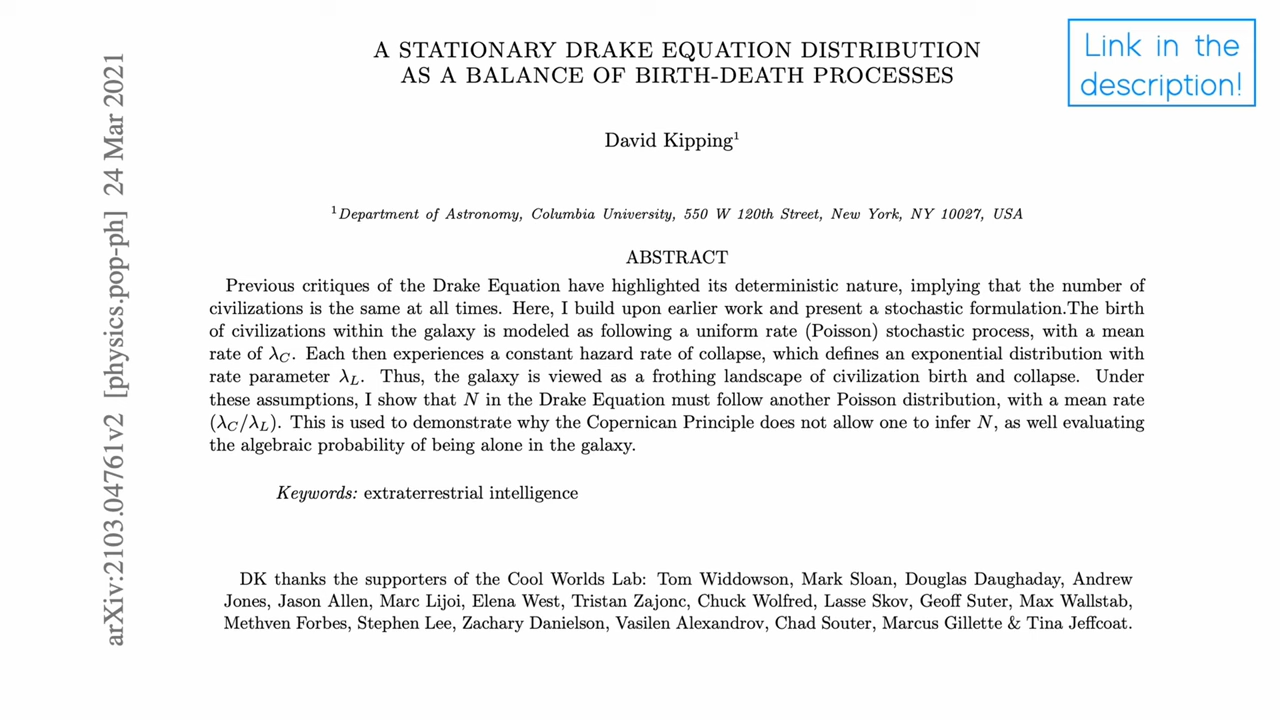 A STATIONARY DRAKE EQUATION DISTRIBUTION
AS A BALANCE OF BIRTH-DEATH PROCESSES
Link in the
description!
David Kipping¹
¹Department of Astronomy, Columbia University, 550 W 120th Street, New York, NY 10027, USA
ABSTRACT
Previous critiques of the Drake Equation have highlighted its deterministic nature, implying that the number of
civilizations is the same at all times. Here, I build upon earlier work and present a stochastic formulation.The birth
of civilizations within the galaxy is modeled as following a uniform rate (Poisson) stochastic process, with a mean
rate of λC. Each then experiences a constant hazard rate of collapse, which defines an exponential distribution with
rate parameter λL. Thus, the galaxy is viewed as a frothing landscape of civilization birth and collapse. Under
these assumptions, I show that N in the Drake Equation must follow another Poisson distribution, with a mean rate
(λC/λL). This is used to demonstrate why the Copernican Principle does not allow one to infer N, as well evaluating
the algebraic probability of being alone in the galaxy.
Keywords: extraterrestrial intelligence
DK thanks the supporters of the Cool Worlds Lab: Tom Widdowson, Mark Sloan, Douglas Daughaday, Andrew
Jones, Jason Allen, Marc Lijoi, Elena West, Tristan Zajonc, Chuck Wolfred, Lasse Skov, Geoff Suter, Max Wallstab,
Methven Forbes, Stephen Lee, Zachary Danielson, Vasilen Alexandrov, Chad Souter, Marcus Gillette & Tina Jeffcoat.
arXiv:2103.04761v2 [physics.pop-ph] 24 Mar 2021